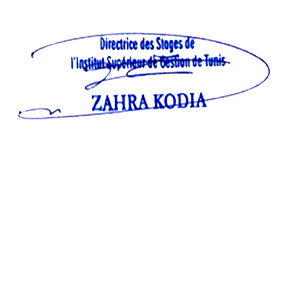 Directrice des Stages de
l'Institut Supérieur de Gestion de Tunis
ZAHRA KODIA